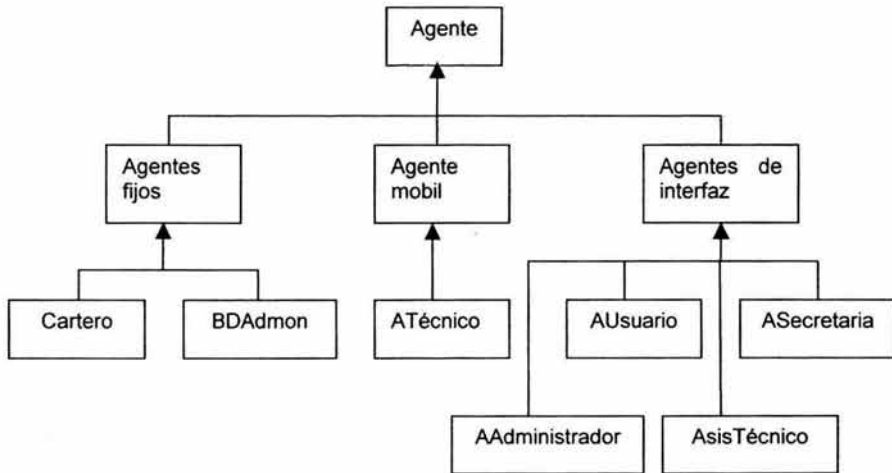 Agente
Agentes
fijos
Agente
mobil
Agentes de
interfaz
Cartero
BDAdmon
ATécnico
AUsuario
ASecretaria
AAdministrador
AsisTécnico